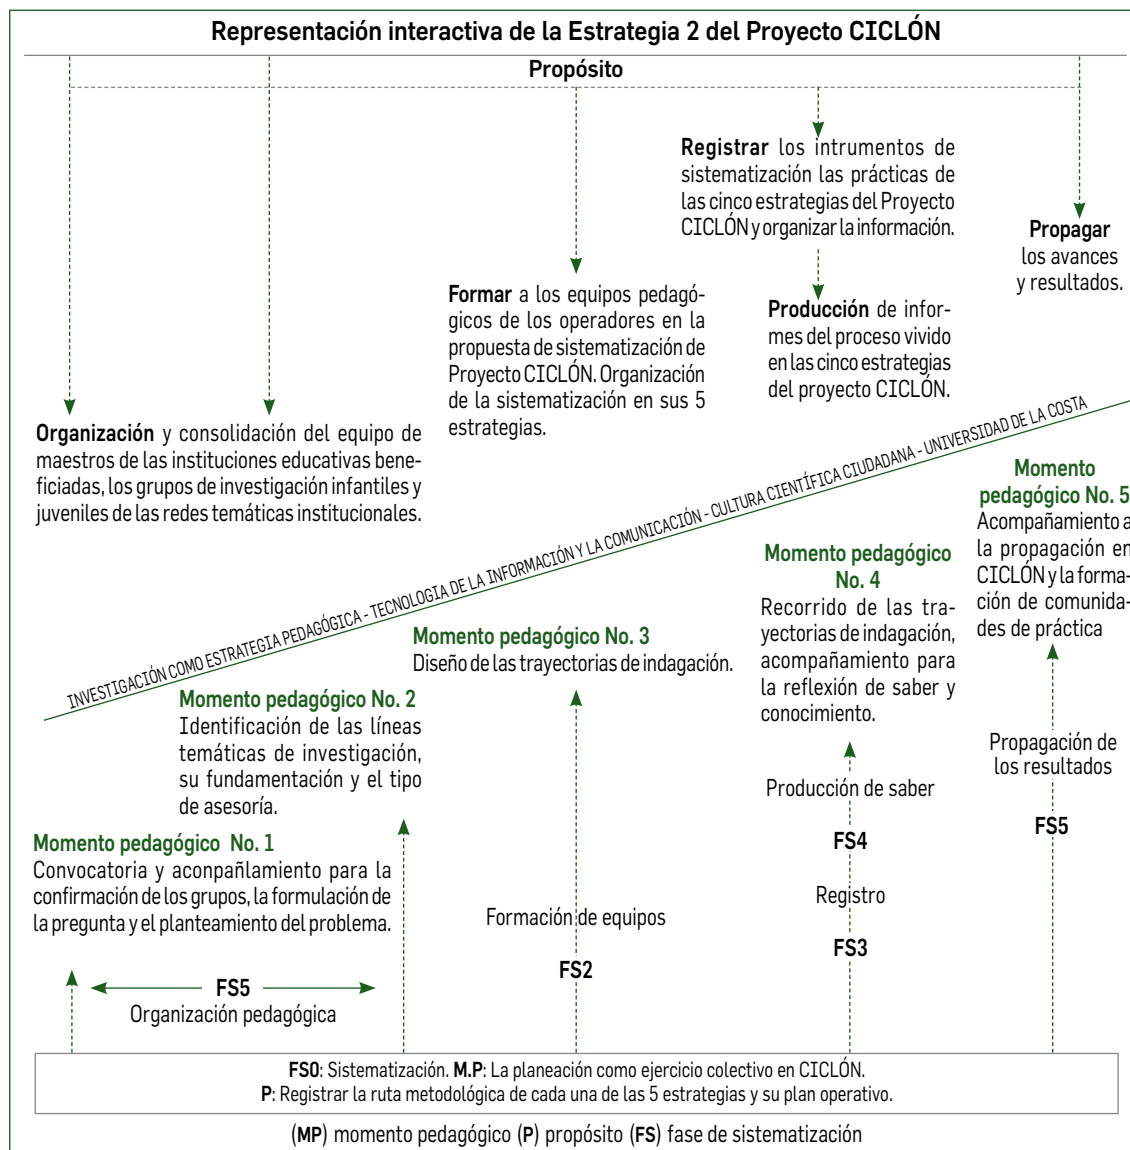 Representación interactiva de la Estrategia 2 del Proyecto CICLÓN
Propósito
Organización y consolidación del equipo de
maestros de las instituciones educativas bene-
ficiadas, los grupos de investigación infantiles y
juveniles de las redes temáticas institucionales.
Formar a los equipos pedagó-
gicos de los operadores en la
propuesta de sistematización de
Proyecto CICLÓN. Organización
de la sistematización en sus 5
estrategias.
Registrar los intrumentos de
sistematización las prácticas de
las cinco estrategias del Proyecto
CICLÓN y organizar la información.
Producción de infor-
mes del proceso vivido
en las cinco estrategias
del proyecto CICLÓN.
Propagar
los avances
y resultados.
INVESTIGACIÓN COMO ESTRATEGIA PEDAGÓGICA - TECNOLOGIA DE LA INFORMACIÓN Y LA COMUNICACIÓN - CULTURA CIENTÍFICA CIUDADANA - UNIVERSIDAD DE LA COSTA
Momento pedagógico No. 1
Convocatoria y aconpañlamiento para la
confirmación de los grupos, la formulación de
la pregunta y el planteamiento del problema.
Momento pedagógico No. 2
Identificación de las líneas
temáticas de investigación,
su fundamentación y el tipo
de asesoría.
Momento pedagógico No. 3
Diseño de las trayectorias de indagación.
Momento pedagógico
No. 4
Recorrido de las tra-
yectorias de indagación,
acompañamiento para
la reflexión de saber y
conocimiento.
Momento
pedagógico No. 5
Acompañamiento a
la propagación en
CICLÓN y la forma-
ción de comunida-
des de práctica
FS5
Organización pedagógica
Formación de equipos
FS2
Producción de saber
FS4
Registro
FS3
Propagación de
los resultados
FS5
FSO: Sistematización. M.P: La planeación como ejercicio colectivo en CICLÓN.
P: Registrar la ruta metodológica de cada una de las 5 estrategias y su plan operativo.
(MP) momento pedagógico (P) propósito (FS) fase de sistematización